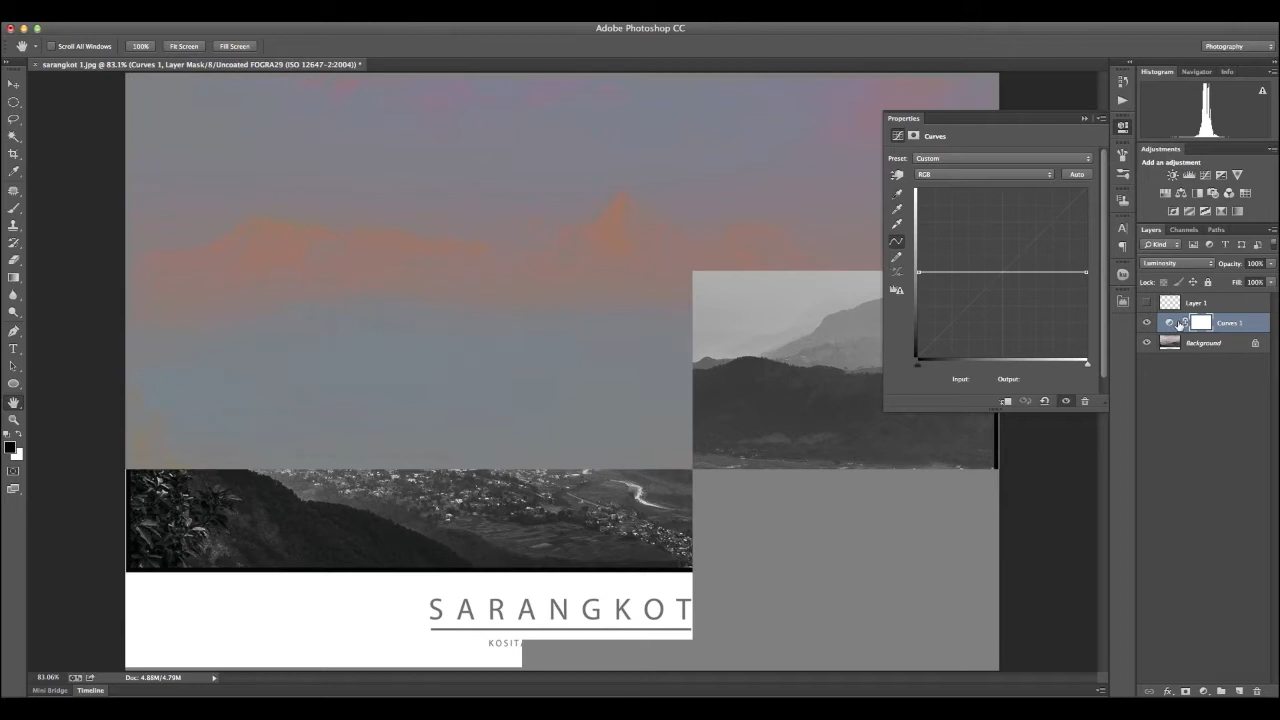 Adobe Photoshop CC
Scroll All Windows 100% Fit Screen Fill Screen Photography
sarangkot 1.jpg @ 83.1% (Curves 1, Layer Mask/8/Uncoated FOGRA29 (ISO 12647-2:2004)) *
Histogram Navigator Info
Properties
Curves
Preset: Custom
RGB Auto
Input: Output:
Adjustments
Add an adjustment
Layers Channels Paths
Kind
Luminosity Opacity: 100%
Lock: Fill: 100%
Layer 1
Curves 1
Background
SARANGKOT
KOSITA
83.06% Doc: 4.88M/4.79M
Mini Bridge Timeline